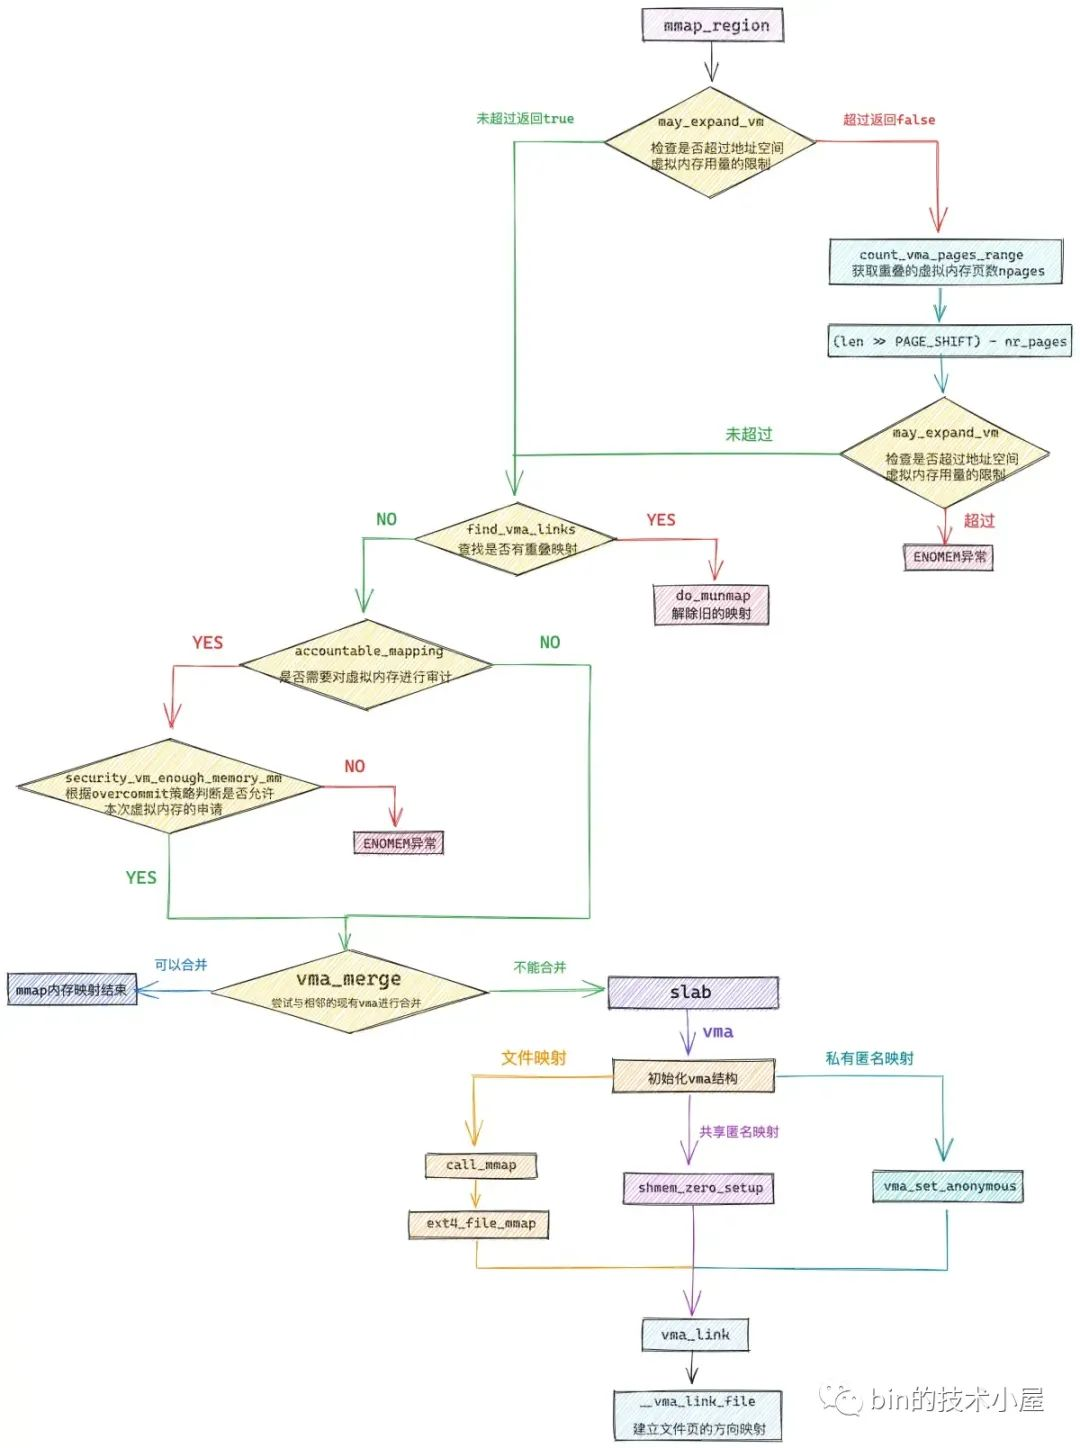 mmap_region
未超过返回true
may_expand_vm
检查是否超过地址空间
虚拟内存用量的限制
超过返回false
count_vma_pages_range
获取重叠的虚拟内存页数npages
(len >> PAGE_SHIFT) - nr_pages
未超过
may_expand_vm
检查是否超过地址空间
虚拟内存用量的限制
超过
ENOMEM异常
NO
find_vma_links
查找是否有重叠映射
YES
do_munmap
解除旧的映射
YES
accountable_mapping
是否需要对虚拟内存进行审计
NO
security_vm_enough_memory_mm
根据overcommit策略判断是否允许
本次虚拟内存的申请
NO
ENOMEM异常
YES
可以合并
mmap内存映射结束
vma_merge
尝试与相邻的现有vma进行合并
不能合并
slab
vma
文件映射
初始化vma结构
私有匿名映射
共享匿名映射
call_mmap
shmem_zero_setup
vma_set_anonymous
ext4_file_mmap
vma_link
__vma_link_file
建立文件页的方向映射
bin的技术小屋